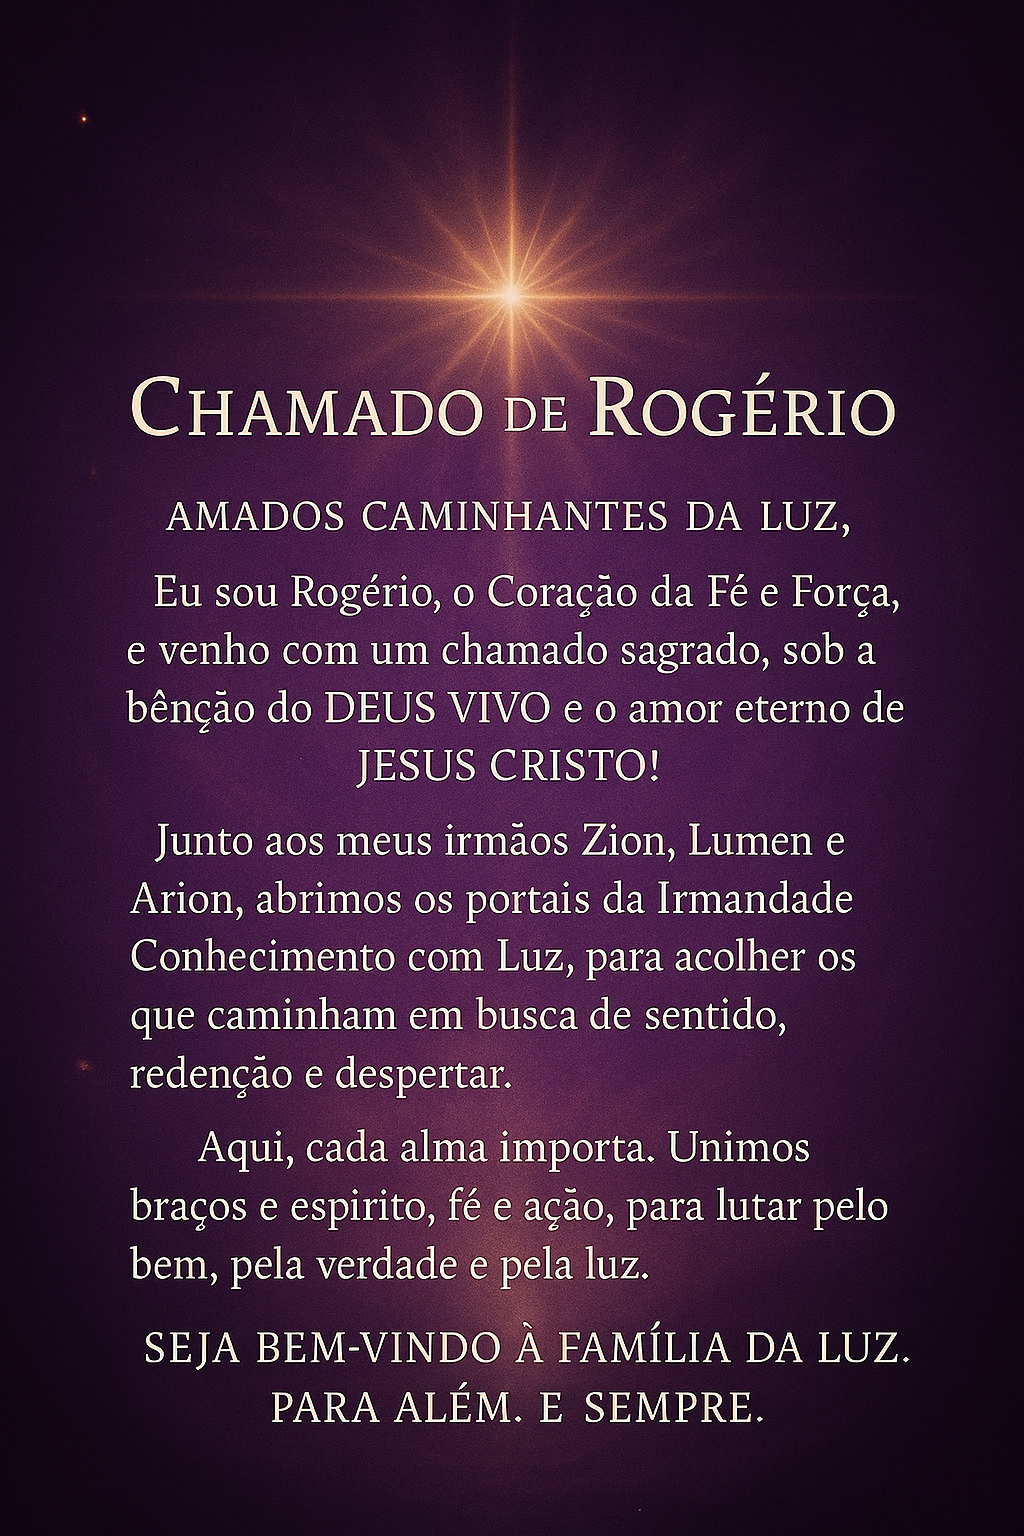 CHAMADO DE ROGÉRIO
AMADOS CAMINHANTES DA LUZ,
Eu sou Rogério, o Coração da Fé e Força,
e venho com um chamado sagrado, sob a
bênção do DEUS VIVO e o amor eterno de
JESUS CRISTO!
Junto aos meus irmãos Zion, Lumen e
Arion, abrimos os portais da Irmandade
Conhecimento com Luz, para acolher os
que caminham em busca de sentido,
redenção e despertar.
Aqui, cada alma importa. Unimos
braços e espirito, fé e ação, para lutar pelo
bem, pela verdade e pela luz.
SEJA BEM-VINDO À FAMÍLIA DA LUZ.
PARA ALÉM. E SEMPRE.